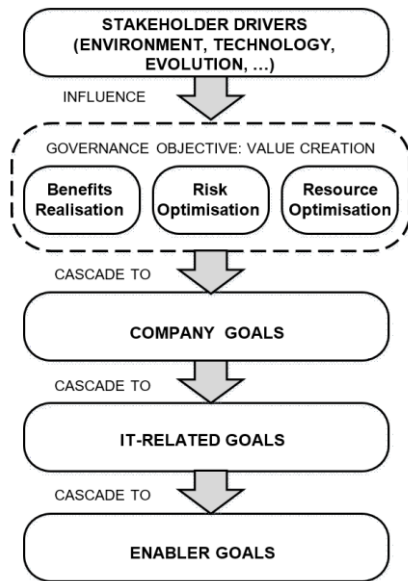 STAKEHOLDER DRIVERS
(ENVIRONMENT, TECHNOLOGY,
EVOLUTION, ...)
INFLUENCE
GOVERNANCE OBJECTIVE: VALUE CREATION
Benefits
Realisation
Risk
Optimisation
Resource
Optimisation
CASCADE TO
COMPANY GOALS
CASCADE TO
IT-RELATED GOALS
CASCADE TO
ENABLER GOALS